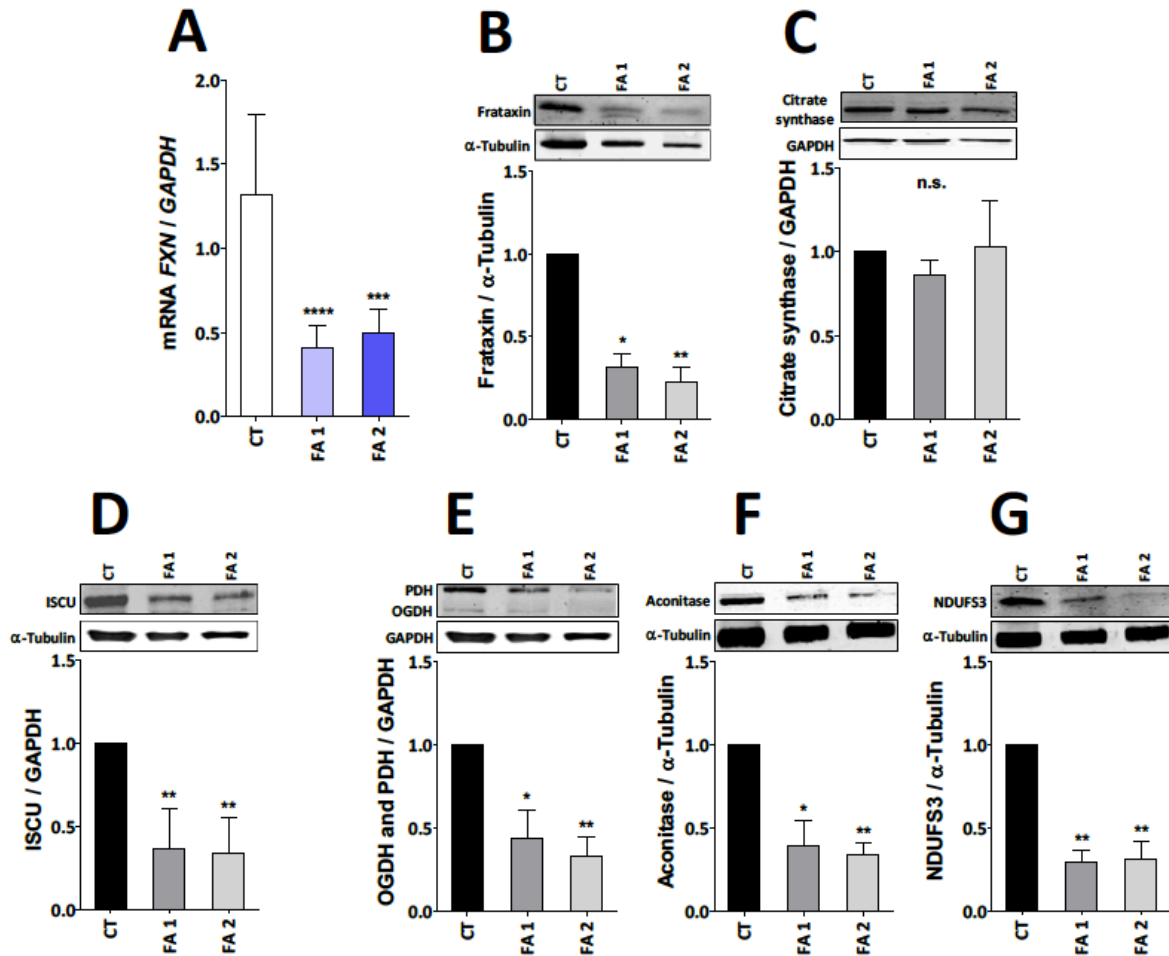 A
mRNA FXN / GAPDH
2.0
1.5
1.0
0.5
0.0
****
***
CT
FA 1
FA 2
B
CT
FA 1
FA 2
Frataxin
α-Tubulin
Frataxin / α-Tubulin
1.5
1.0
0.5
0.0
*
**
CT
FA 1
FA 2
C
CT
FA 1
FA 2
Citrate
synthase
GAPDH
Citrate synthase / GAPDH
1.5
1.0
0.5
0.0
n.s.
CT
FA 1
FA 2
D
CT
FA 1
FA 2
ISCU
α-Tubulin
ISCU / GAPDH
1.5
1.0
0.5
0.0
**
**
CT
FA 1
FA 2
E
CT
FA 1
FA 2
PDH
OGDH
GAPDH
OGDH and PDH / GAPDH
1.5
1.0
0.5
0.0
*
**
CT
FA 1
FA 2
F
CT
FA 1
FA 2
Aconitase
α-Tubulin
Aconitase / α-Tubulin
1.5
1.0
0.5
0.0
*
**
CT
FA 1
FA 2
G
CT
FA 1
FA 2
NDUFS3
α-Tubulin
NDUFS3 / α-Tubulin
1.5
1.0
0.5
0.0
**
**
CT
FA 1
FA 2